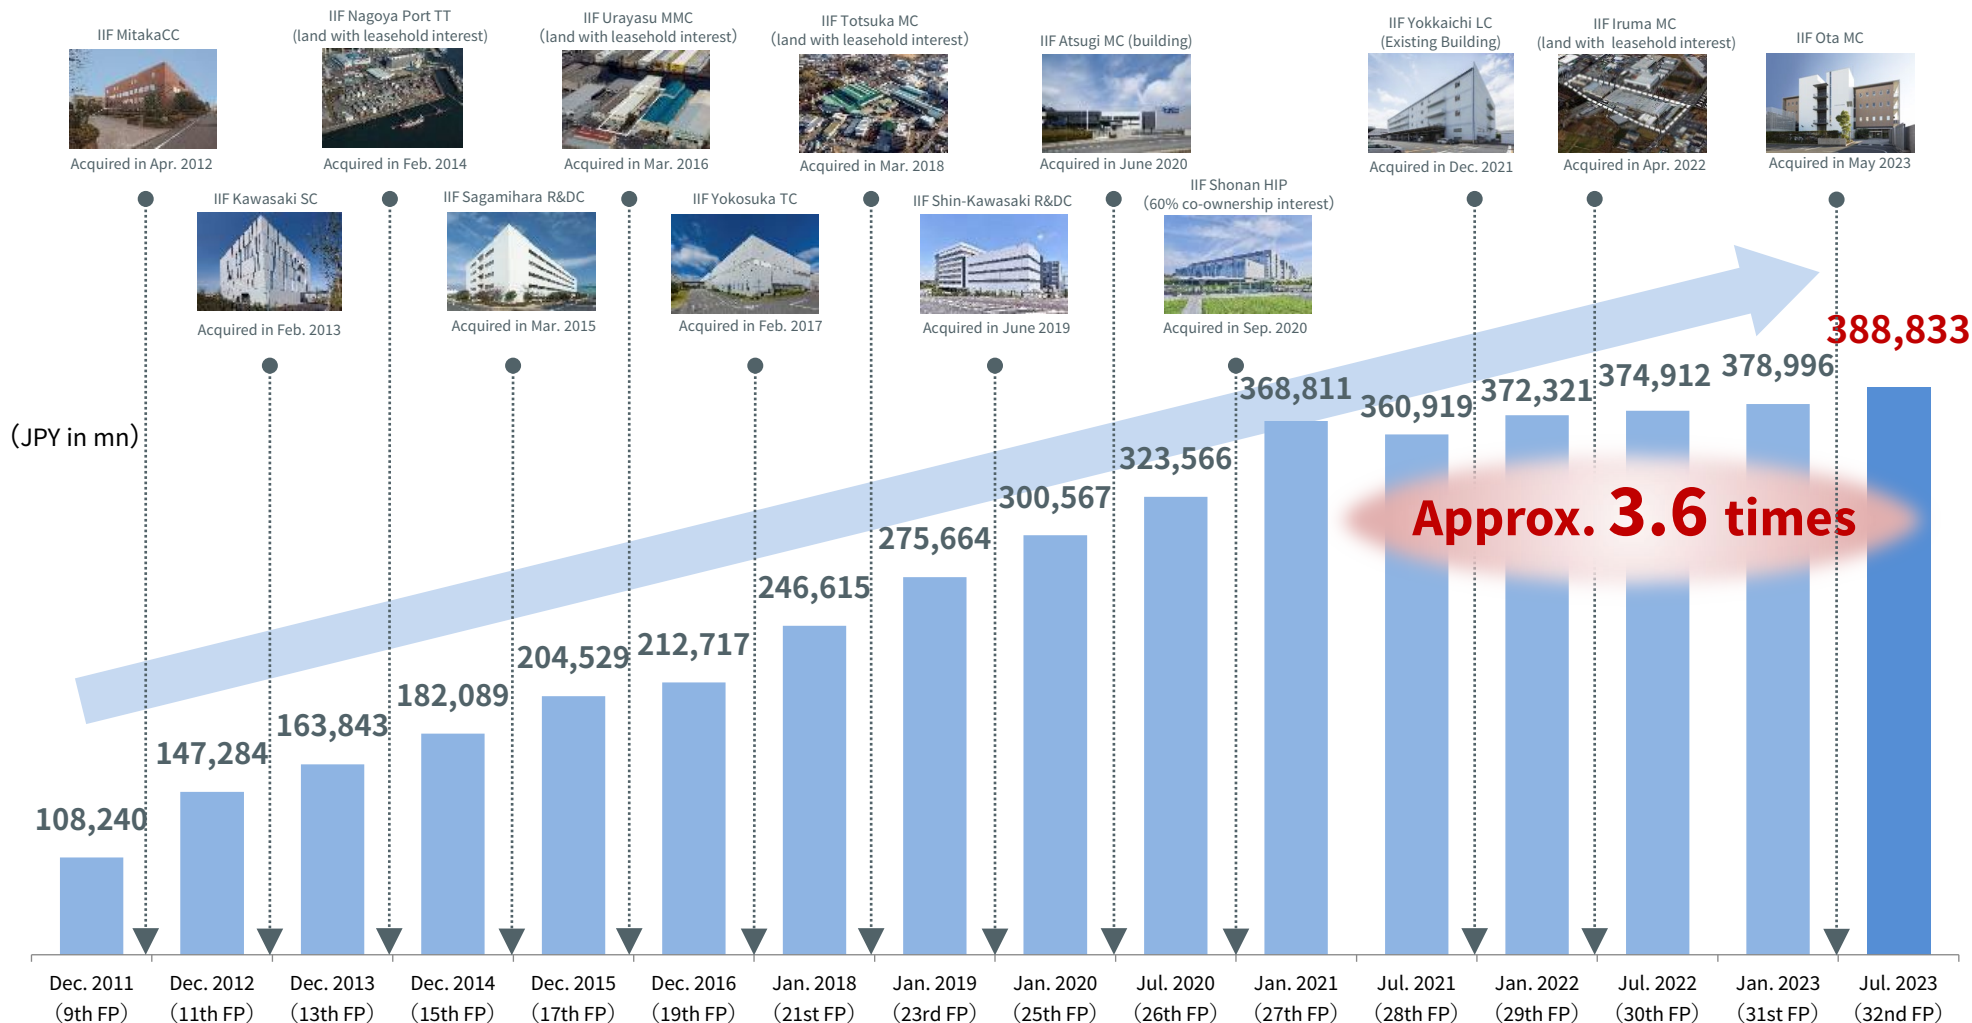 IIF MitakaCC
Acquired in Apr. 2012
IIF Nagoya Port TT
(land with leasehold interest)
Acquired in Feb. 2014
IIF Urayasu MMC
（land with leasehold interest）
Acquired in Mar. 2016
IIF Totsuka MC
（land with leasehold interest）
Acquired in Mar. 2018
IIF Atsugi MC (building)
Acquired in June 2020
IIF Yokkaichi LC
(Existing Building)
Acquired in Dec. 2021
IIF Iruma MC
(land with leasehold interest)
Acquired in Apr. 2022
IIF Ota MC
Acquired in May 2023
IIF Kawasaki SC
Acquired in Feb. 2013
IIF Sagamihara R&DC
Acquired in Mar. 2015
IIF Yokosuka TC
Acquired in Feb. 2017
IIF Shin-Kawasaki R&DC
Acquired in June 2019
IIF Shonan HIP
（60% co-ownership interest）
Acquired in Sep. 2020
（JPY in mn）
108,240
147,284
163,843
182,089
204,529
212,717
246,615
275,664
300,567
323,566
368,811
360,919
372,321
374,912
378,996
388,833
Approx. 3.6 times
Dec. 2011
（9th FP）
Dec. 2012
（11th FP）
Dec. 2013
（13th FP）
Dec. 2014
（15th FP）
Dec. 2015
（17th FP）
Dec. 2016
（19th FP）
Jan. 2018
（21st FP）
Jan. 2019
（23rd FP）
Jan. 2020
（25th FP）
Jul. 2020
（26th FP）
Jan. 2021
（27th FP）
Jul. 2021
（28th FP）
Jan. 2022
（29th FP）
Jul. 2022
（30th FP）
Jan. 2023
（31st FP）
Jul. 2023
（32nd FP）